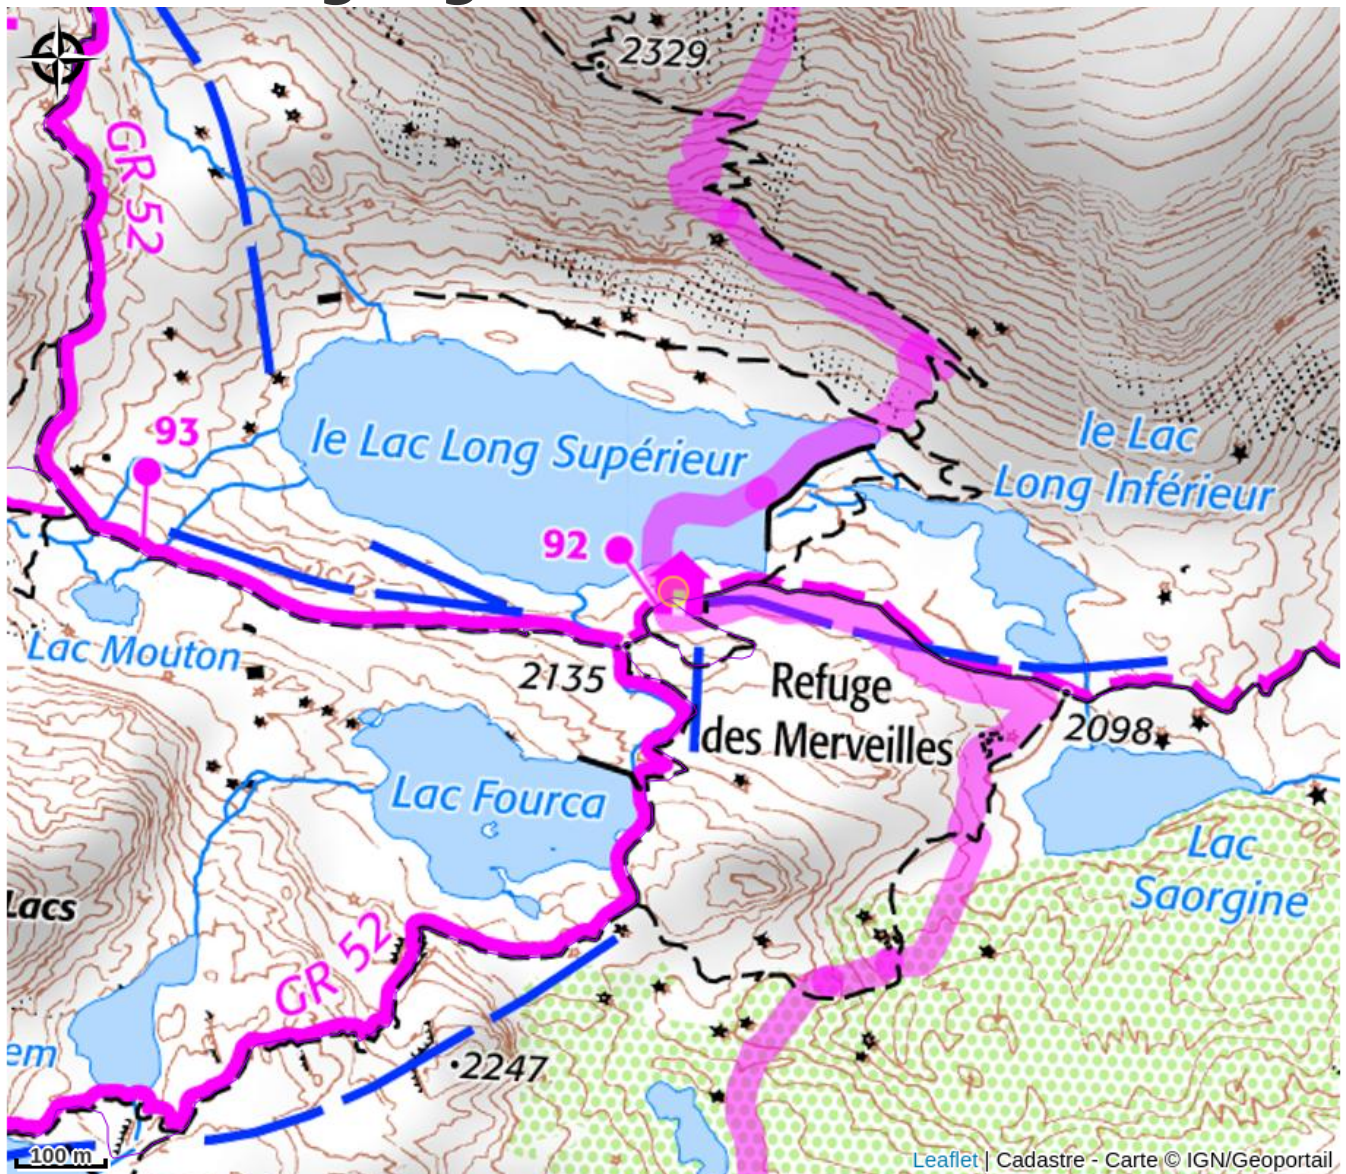 2329
GR 52
93
le Lac Long Supérieur
le Lac
Long Inférieur
92
Lac Mouton
2135
Refuge
des Merveilles
2098
Lac Fourca
Lac
Saorgine
Lacs
GR 52
em
2247
100 m
Leaflet | Cadastre - Carte © IGN/Geoportail